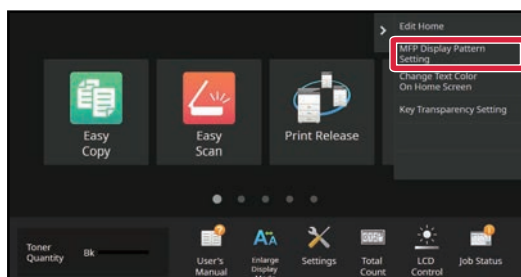 Edit Home
MFP Display Pattern
Setting
Change Text Color
On Home Screen
Key Transparency Setting
Easy
Copy
Easy
Scan
Print Release
Toner
Quantity
Bk
User's
Manual
Enlarge
Display
Mode
Settings
Total
Count
LCD
Control
Job Status